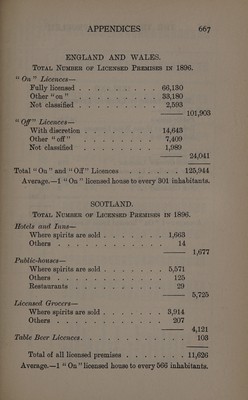 APPENDICES 667
ENGLAND AND WALES.
TOTAL NUMBER OF LICENSED PREMISES IN 1896.
"On" Licences—
Fully licensed . . . . . . . . 66,130
Other "on" . . . . . . . . . 33,180
Not classified . . . . . . . . 2,593
101,903
"Off" Licences—
With discretion . . . . . . . 14,643
Other "off" . . . . . . . . . 7,409
Not classified . . . . . . . . 1,989
24,041
Total "On" and "Off" Licences . . . . . 125,944
Average.—1 "On" licensed house to every 301 inhabitants.
SCOTLAND.
TOTAL NUMBER OF LICENSED PREMISES IN 1896.
Hotels and Inns—
Where spirits are sold . . . . . 1,663
Others . . . . . . . . . . . 14
1,677
Public-houses—
Where spirits are sold . . . . . 5,571
Others . . . . . . . . . . . 125
Restaurants . . . . . . . . . 29
5,725
Licensed Grocers—
Where spirits are sold . . . . . 3,914
Others . . . . . . . . . . . 207
4,121
Table Beer Licences . . . . . . . . . 103
Total of all licensed premises . . . . . . 11,626
Average.—1 "On" licensed house to every 566 inhabitants.